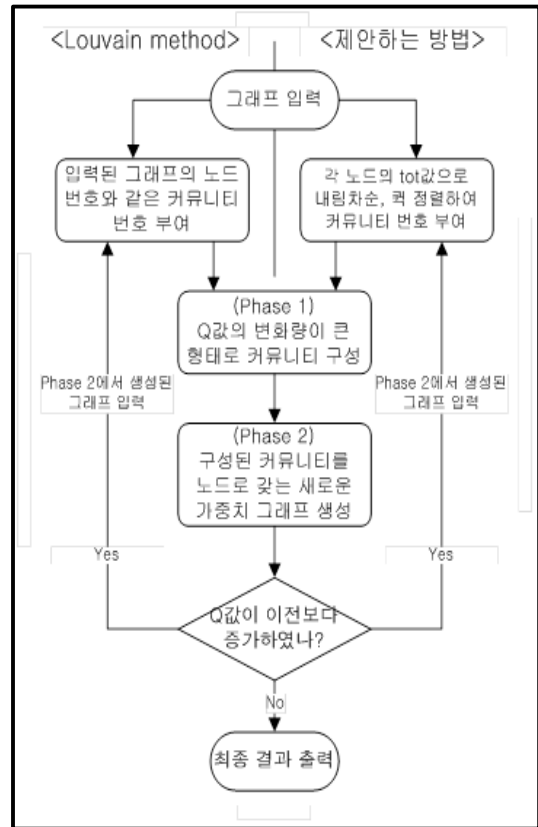 <Louvain method>
<제안하는 방법>
그래프 입력
입력된 그래프의 노드
번호와 같은 커뮤니티
번호 부여
각 노드의 tot값으로
내림차순, 퀵 정렬하여
커뮤니티 번호 부여
(Phase 1)
Q값의 변화량이 큰
형태로 커뮤니티 구성
Phase 2에서 생성된
그래프 입력
Phase 2에서 생성된
그래프 입력
(Phase 2)
구성된 커뮤니티를
노드로 갖는 새로운
가중치 그래프 생성
Yes
Yes
Q값이 이전보다
증가하였나?
No
최종 결과 출력